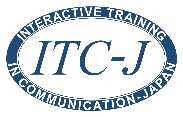 INTERACTIVE TRAINING
ITC-J
IN COMMUNICATION-JAPAN